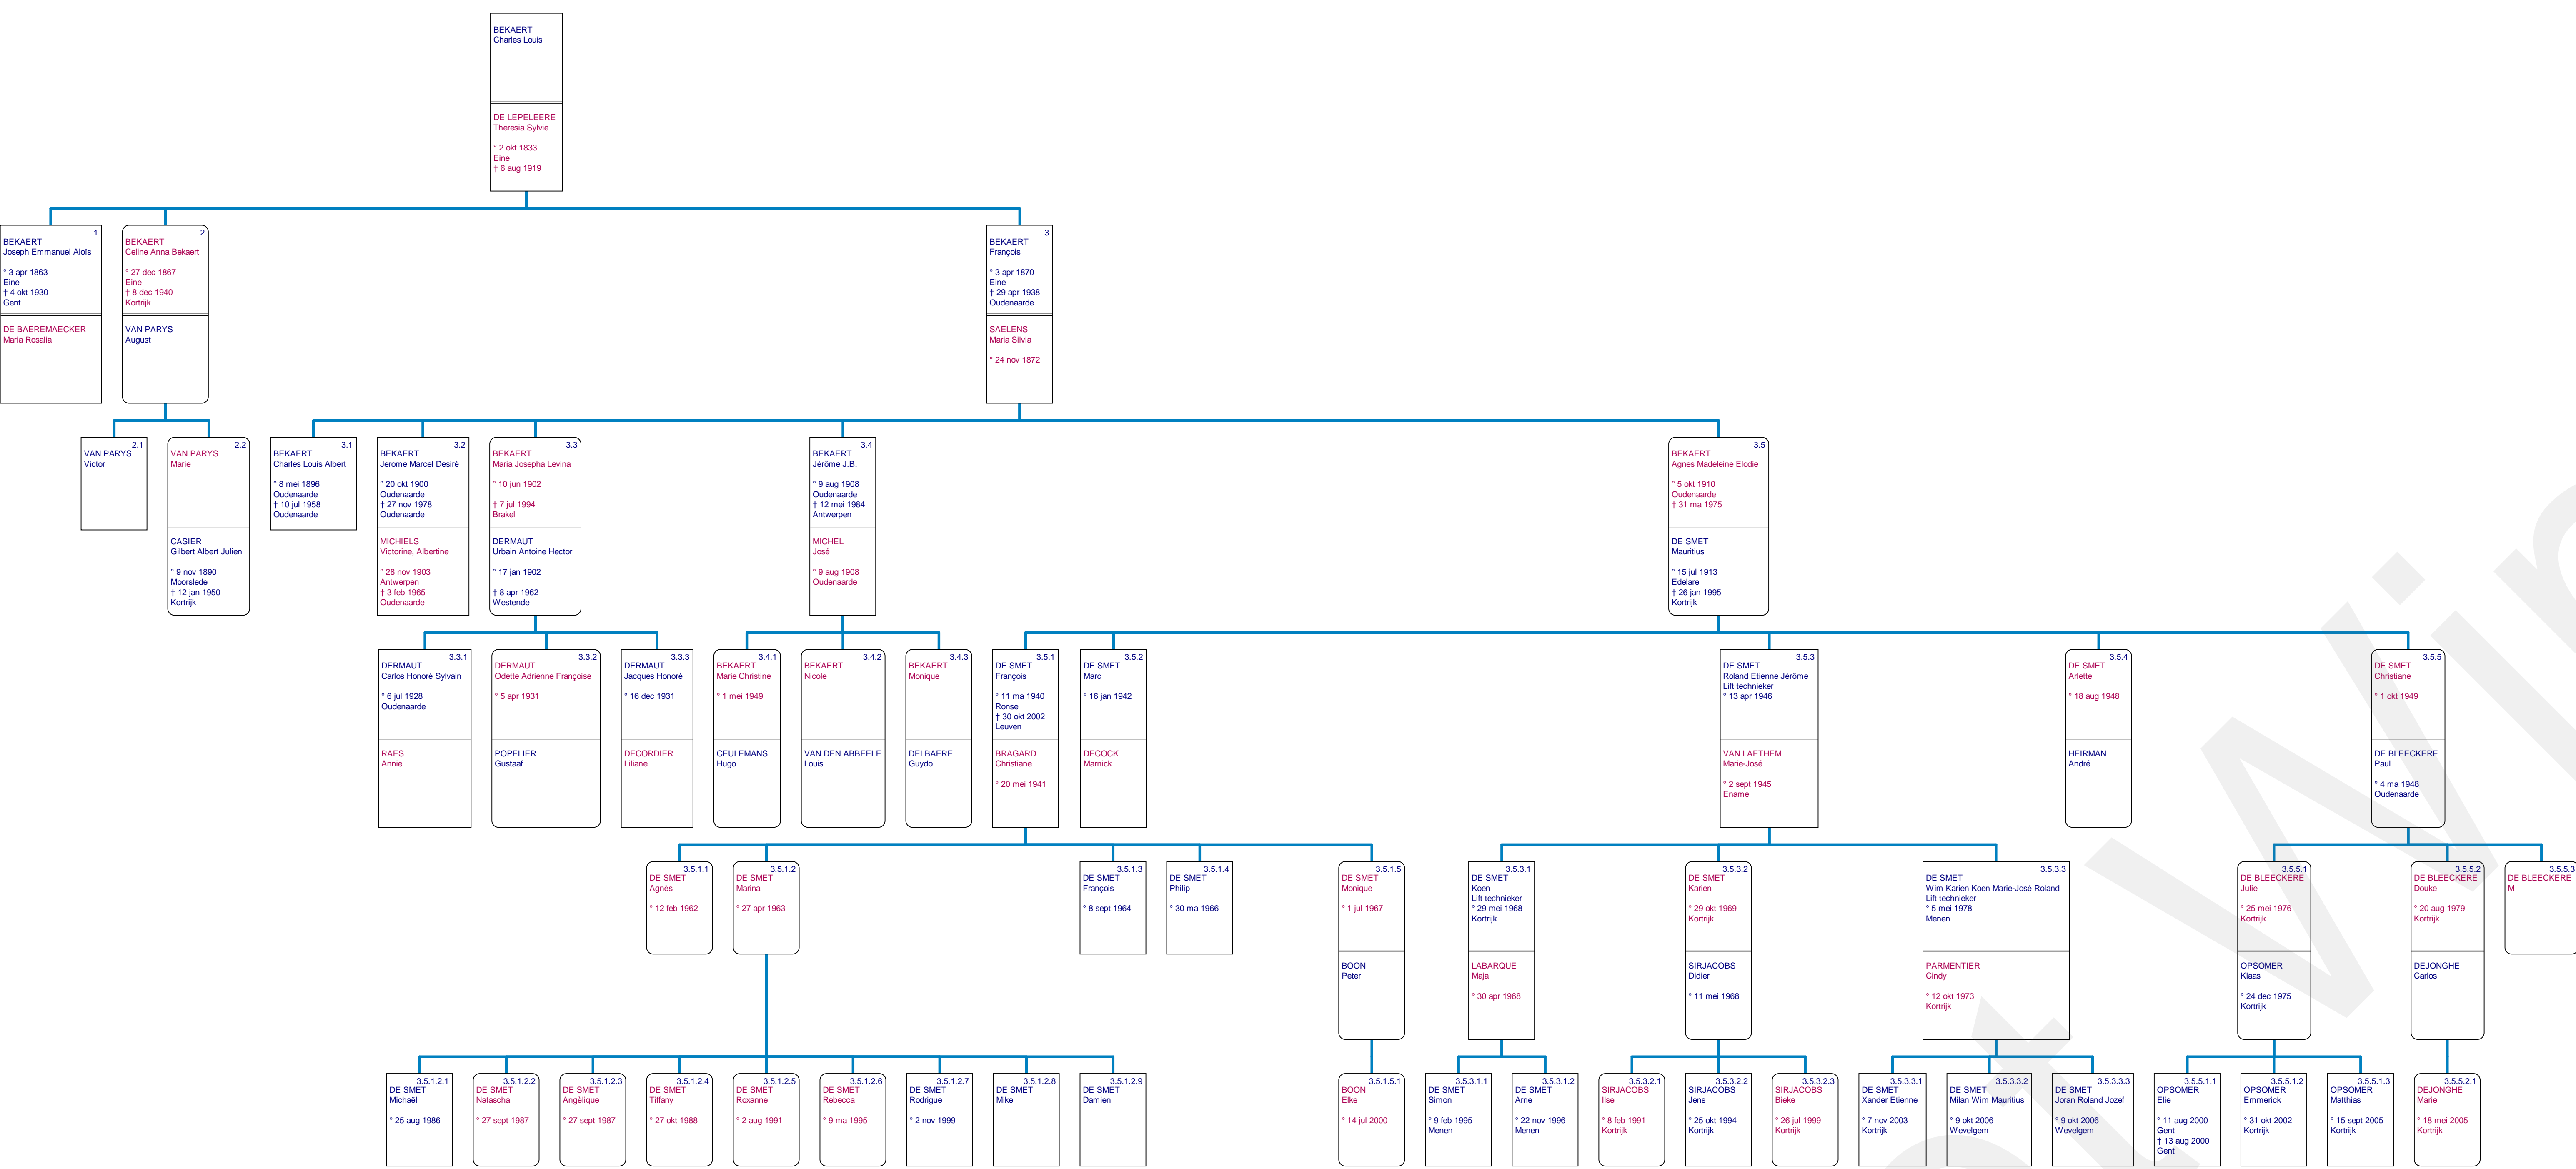 BEKAERT
Charles Louis
DE LEPELEERE
Theresia Sylvie
° 2 okt 1833
Eine
† 6 aug 1919
1
BEKAERT
Joseph Emmanuel Aloïs
° 3 apr 1863
Eine
† 4 okt 1930
Gent
DE BAEREMAECKER
Maria Rosalia
2
BEKAERT
Celine Anna Bekaert
° 27 dec 1867
Eine
† 8 dec 1940
Kortrijk
VAN PARYS
August
3
BEKAERT
François
° 3 apr 1870
Eine
† 29 apr 1938
Oudenaarde
SAELENS
Maria Silvia
° 24 nov 1872
2.1
VAN PARYS
Victor
2.2
VAN PARYS
Marie
CASIER
Gilbert Albert Julien
° 9 nov 1890
Moorslede
† 12 jan 1950
Kortrijk
3.1
BEKAERT
Charles Louis Albert
° 8 mei 1896
Oudenaarde
† 10 jul 1958
Oudenaarde
3.2
BEKAERT
Jerome Marcel Desiré
° 20 okt 1900
Oudenaarde
† 27 nov 1978
Oudenaarde
MICHIELS
Victorine, Albertine
° 28 nov 1903
Antwerpen
† 3 feb 1965
Oudenaarde
3.3
BEKAERT
Maria Josepha Levina
° 10 jun 1902
† 7 jul 1994
Brakel
DERMAUT
Urbain Antoine Hector
° 17 jan 1902
† 8 apr 1962
Westende
3.4
BEKAERT
Jérôme J.B.
° 9 aug 1908
Oudenaarde
† 12 mei 1984
Antwerpen
MICHEL
José
° 9 aug 1908
Oudenaarde
3.5
BEKAERT
Agnes Madeleine Elodie
° 5 okt 1910
Oudenaarde
† 31 ma 1975
DE SMET
Mauritius
° 15 jul 1913
Edelare
† 26 jan 1995
Kortrijk
3.3.1
DERMAUT
Carlos Honoré Sylvain
° 6 jul 1928
Oudenaarde
RAES
Annie
3.3.2
DERMAUT
Odette Adrienne Françoise
° 5 apr 1931
POPELIER
Gustaaf
3.3.3
DERMAUT
Jacques Honoré
° 16 dec 1931
DECORDIER
Liliane
3.4.1
BEKAERT
Marie Christine
° 1 mei 1949
CEULEMANS
Hugo
3.4.2
BEKAERT
Nicole
VAN DEN ABBEELE
Louis
3.4.3
BEKAERT
Monique
DELBAERE
Guydo
3.5.1
DE SMET
François
° 11 ma 1940
Ronse
† 30 okt 2002
Leuven
BRAGARD
Christiane
° 20 mei 1941
3.5.2
DE SMET
Marc
° 16 jan 1942
DECOCK
Marnick
3.5.3
DE SMET
Roland Etienne Jérôme
Lift technieker
° 13 apr 1946
VAN LAETHEM
Marie-José
° 2 sept 1945
Ename
3.5.4
DE SMET
Arlette
° 18 aug 1948
HEIRMAN
André
3.5.5
DE SMET
Christiane
° 1 okt 1949
DE BLEECKERE
Paul
° 4 ma 1948
Oudenaarde
3.5.1.1
DE SMET
Agnès
° 12 feb 1962
3.5.1.2
DE SMET
Marina
° 27 apr 1963
3.5.1.3
DE SMET
François
° 8 sept 1964
3.5.1.4
DE SMET
Philip
° 30 ma 1966
3.5.1.5
DE SMET
Monique
° 1 jul 1967
BOON
Peter
3.5.3.1
DE SMET
Koen
Lift technieker
° 29 mei 1968
Kortrijk
LABARQUE
Maja
° 30 apr 1968
3.5.3.2
DE SMET
Karien
° 29 okt 1969
Kortrijk
SIRJACOBS
Didier
° 11 mei 1968
3.5.3.3
DE SMET
Wim Karien Koen Marie-José Roland
Lift technieker
° 5 mei 1978
Menen
PARMENTIER
Cindy
° 12 okt 1973
Kortrijk
3.5.5.1
DE BLEECKERE
Julie
° 25 mei 1976
Kortrijk
OPSOMER
Klaas
° 24 dec 1975
Kortrijk
3.5.5.2
DE BLEECKERE
Douke
° 20 aug 1979
Kortrijk
DEJONGHE
Carlos
3.5.5.3
DE BLEECKERE
M
3.5.1.2.1
DE SMET
Michaël
° 25 aug 1986
3.5.1.2.2
DE SMET
Natascha
° 27 sept 1987
3.5.1.2.3
DE SMET
Angélique
° 27 sept 1987
3.5.1.2.4
DE SMET
Tiffany
° 27 okt 1988
3.5.1.2.5
DE SMET
Roxanne
° 2 aug 1991
3.5.1.2.6
DE SMET
Rebecca
° 9 ma 1995
3.5.1.2.7
DE SMET
Rodrigue
° 2 nov 1999
3.5.1.2.8
DE SMET
Mike
3.5.1.2.9
DE SMET
Damien
3.5.1.5.1
BOON
Elke
° 14 jul 2000
3.5.3.1.1
DE SMET
Simon
° 9 feb 1995
Menen
3.5.3.1.2
DE SMET
Arne
° 22 nov 1996
Menen
3.5.3.2.1
SIRJACOBS
Ilse
° 8 feb 1991
Kortrijk
3.5.3.2.2
SIRJACOBS
Jens
° 25 okt 1994
Kortrijk
3.5.3.2.3
SIRJACOBS
Bieke
° 26 jul 1999
Kortrijk
3.5.3.3.1
DE SMET
Xander Etienne
° 7 nov 2003
Kortrijk
3.5.3.3.2
DE SMET
Milan Wim Mauritius
° 9 okt 2006
Wevelgem
3.5.3.3.3
DE SMET
Joran Roland Jozef
° 9 okt 2006
Wevelgem
3.5.5.1.1
OPSOMER
Elie
° 11 aug 2000
Gent
† 13 aug 2000
Gent
3.5.5.1.2
OPSOMER
Emmerick
° 31 okt 2002
Kortrijk
3.5.5.1.3
OPSOMER
Matthias
° 15 sept 2005
Kortrijk
3.5.5.2.1
DEJONGHE
Marie
° 18 mei 2005
Kortrijk